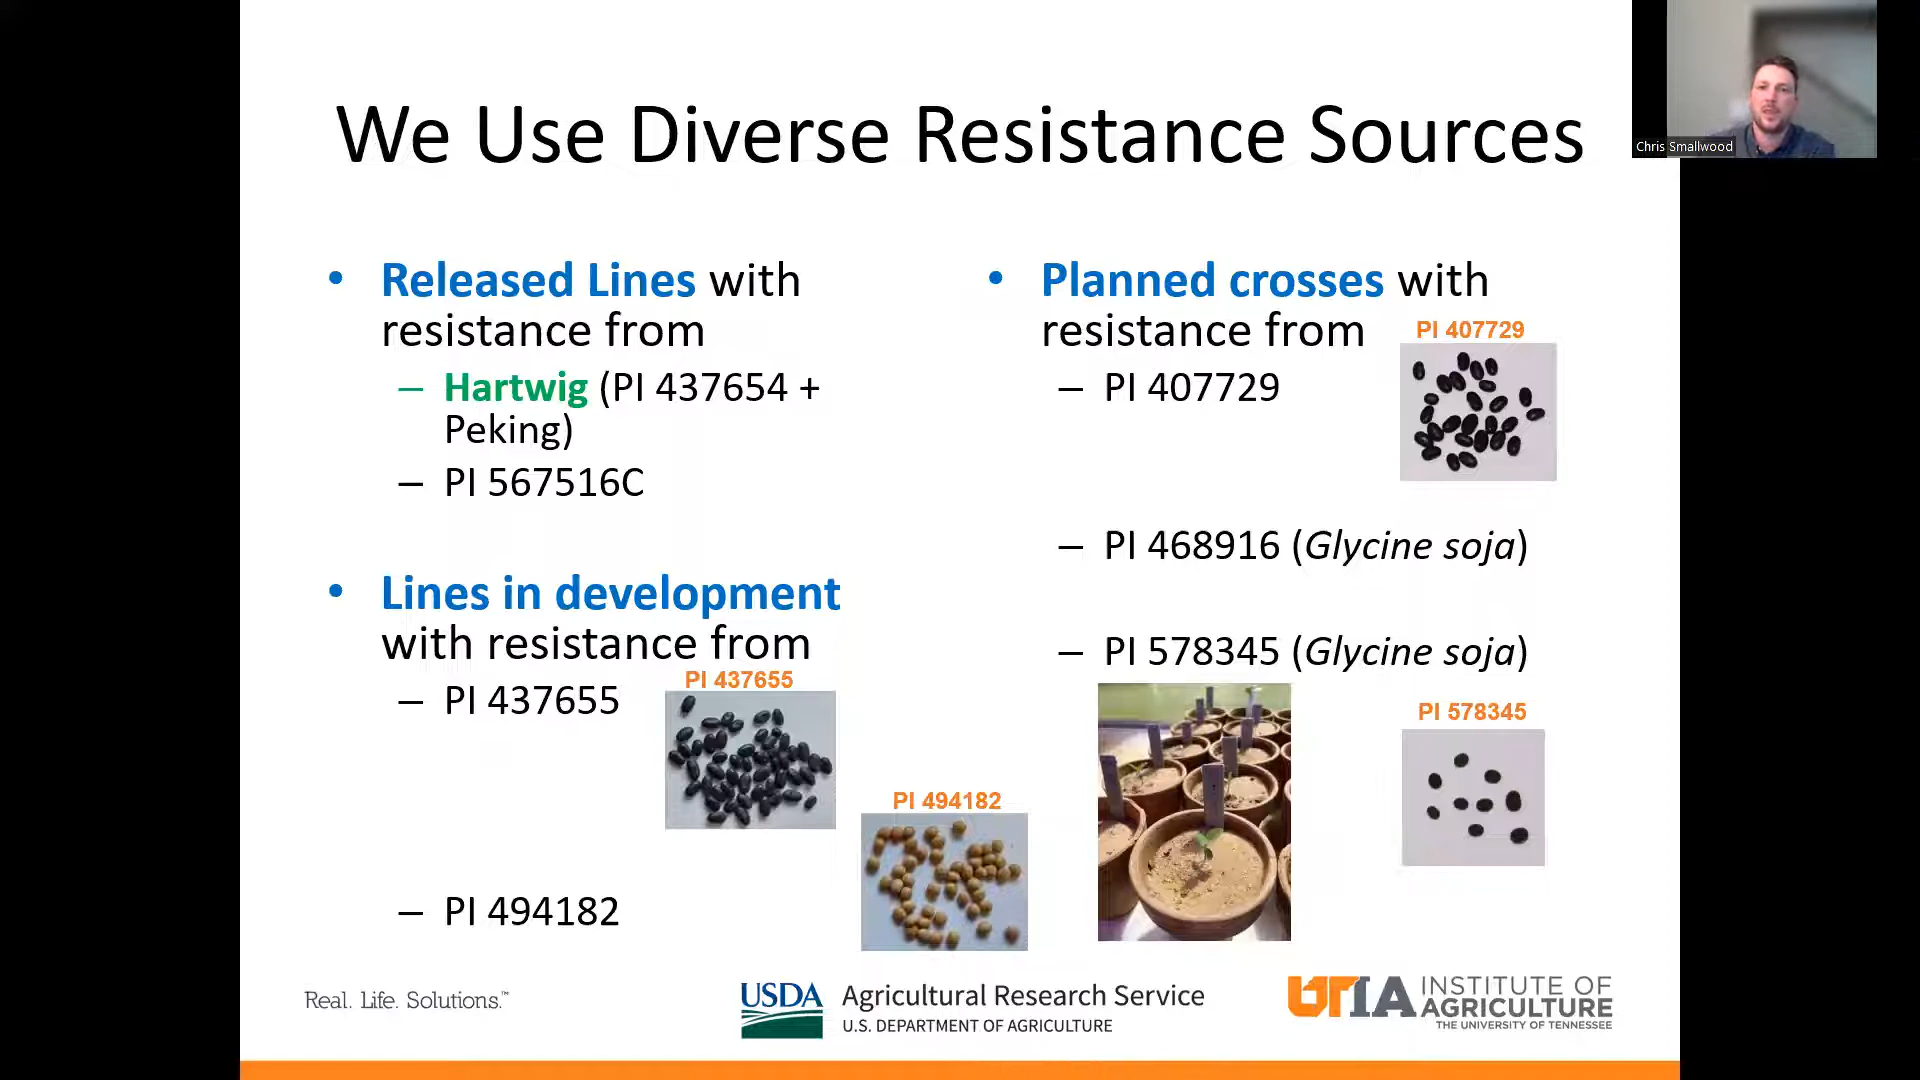 We Use Diverse Resistance Sources
Chris Smallwood
• Released Lines with
resistance from
– Hartwig (PI 437654 +
Peking)
– PI 567516C
• Lines in development
with resistance from
PI 437655
– PI 437655
PI 494182
– PI 494182
• Planned crosses with
resistance from
PI 407729
– PI 407729
– PI 468916 (Glycine soja)
– PI 578345 (Glycine soja)
PI 578345
Real. Life. Solutions.™
USDA
Agricultural Research Service
U.S. DEPARTMENT OF AGRICULTURE
UTIA
INSTITUTE OF
AGRICULTURE
THE UNIVERSITY OF TENNESSEE